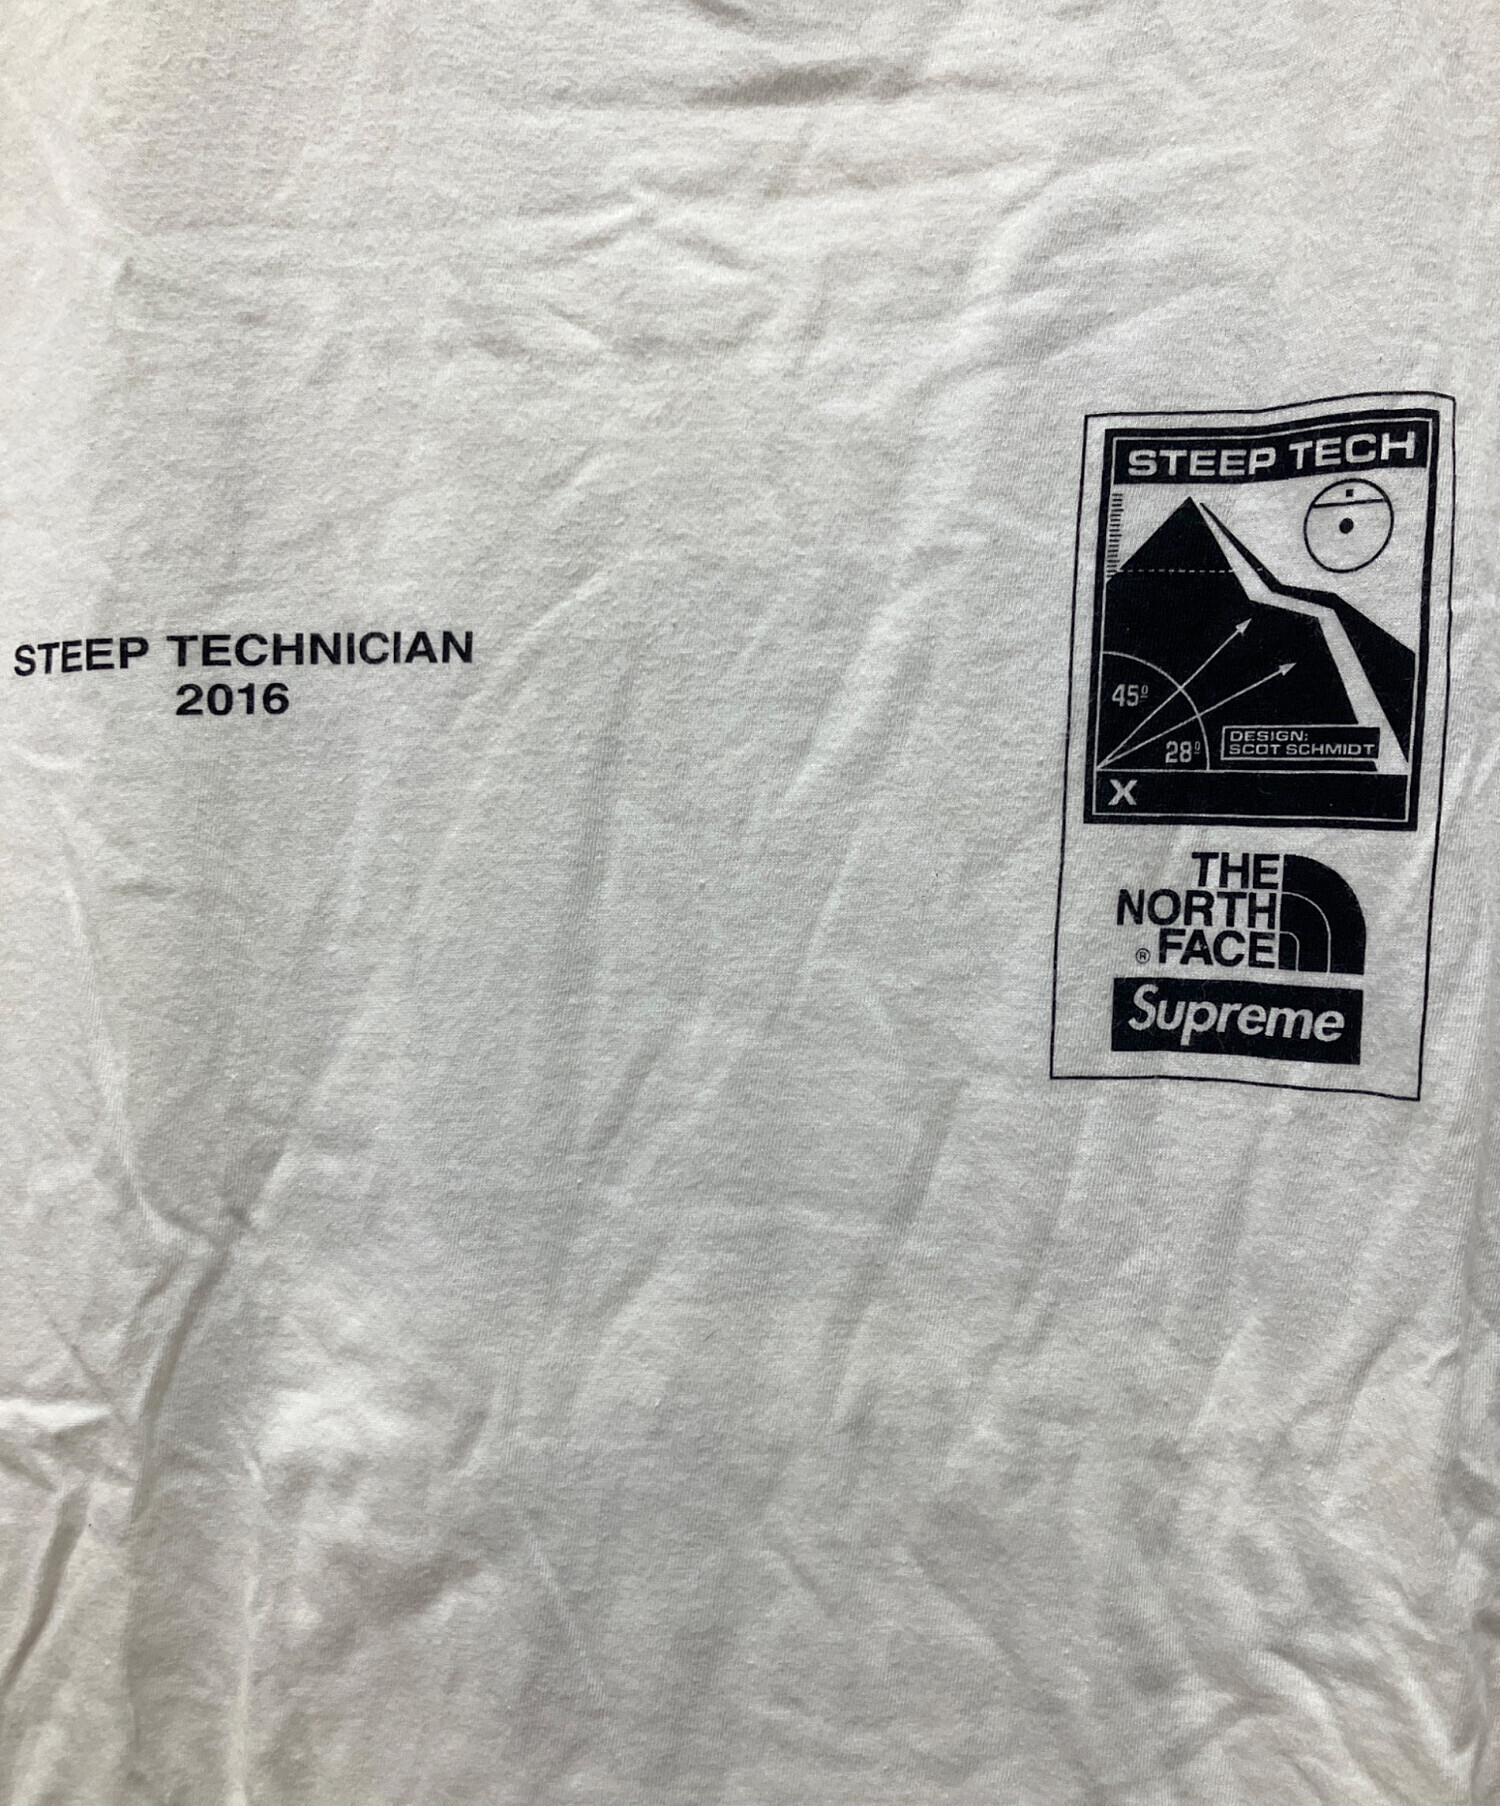 STEEP TECHNICIAN
2016
STEEP TECH
45º
28º
DESIGN:
SCOT SCHMIDT
X
THE
NORTH
® FACE
Supreme